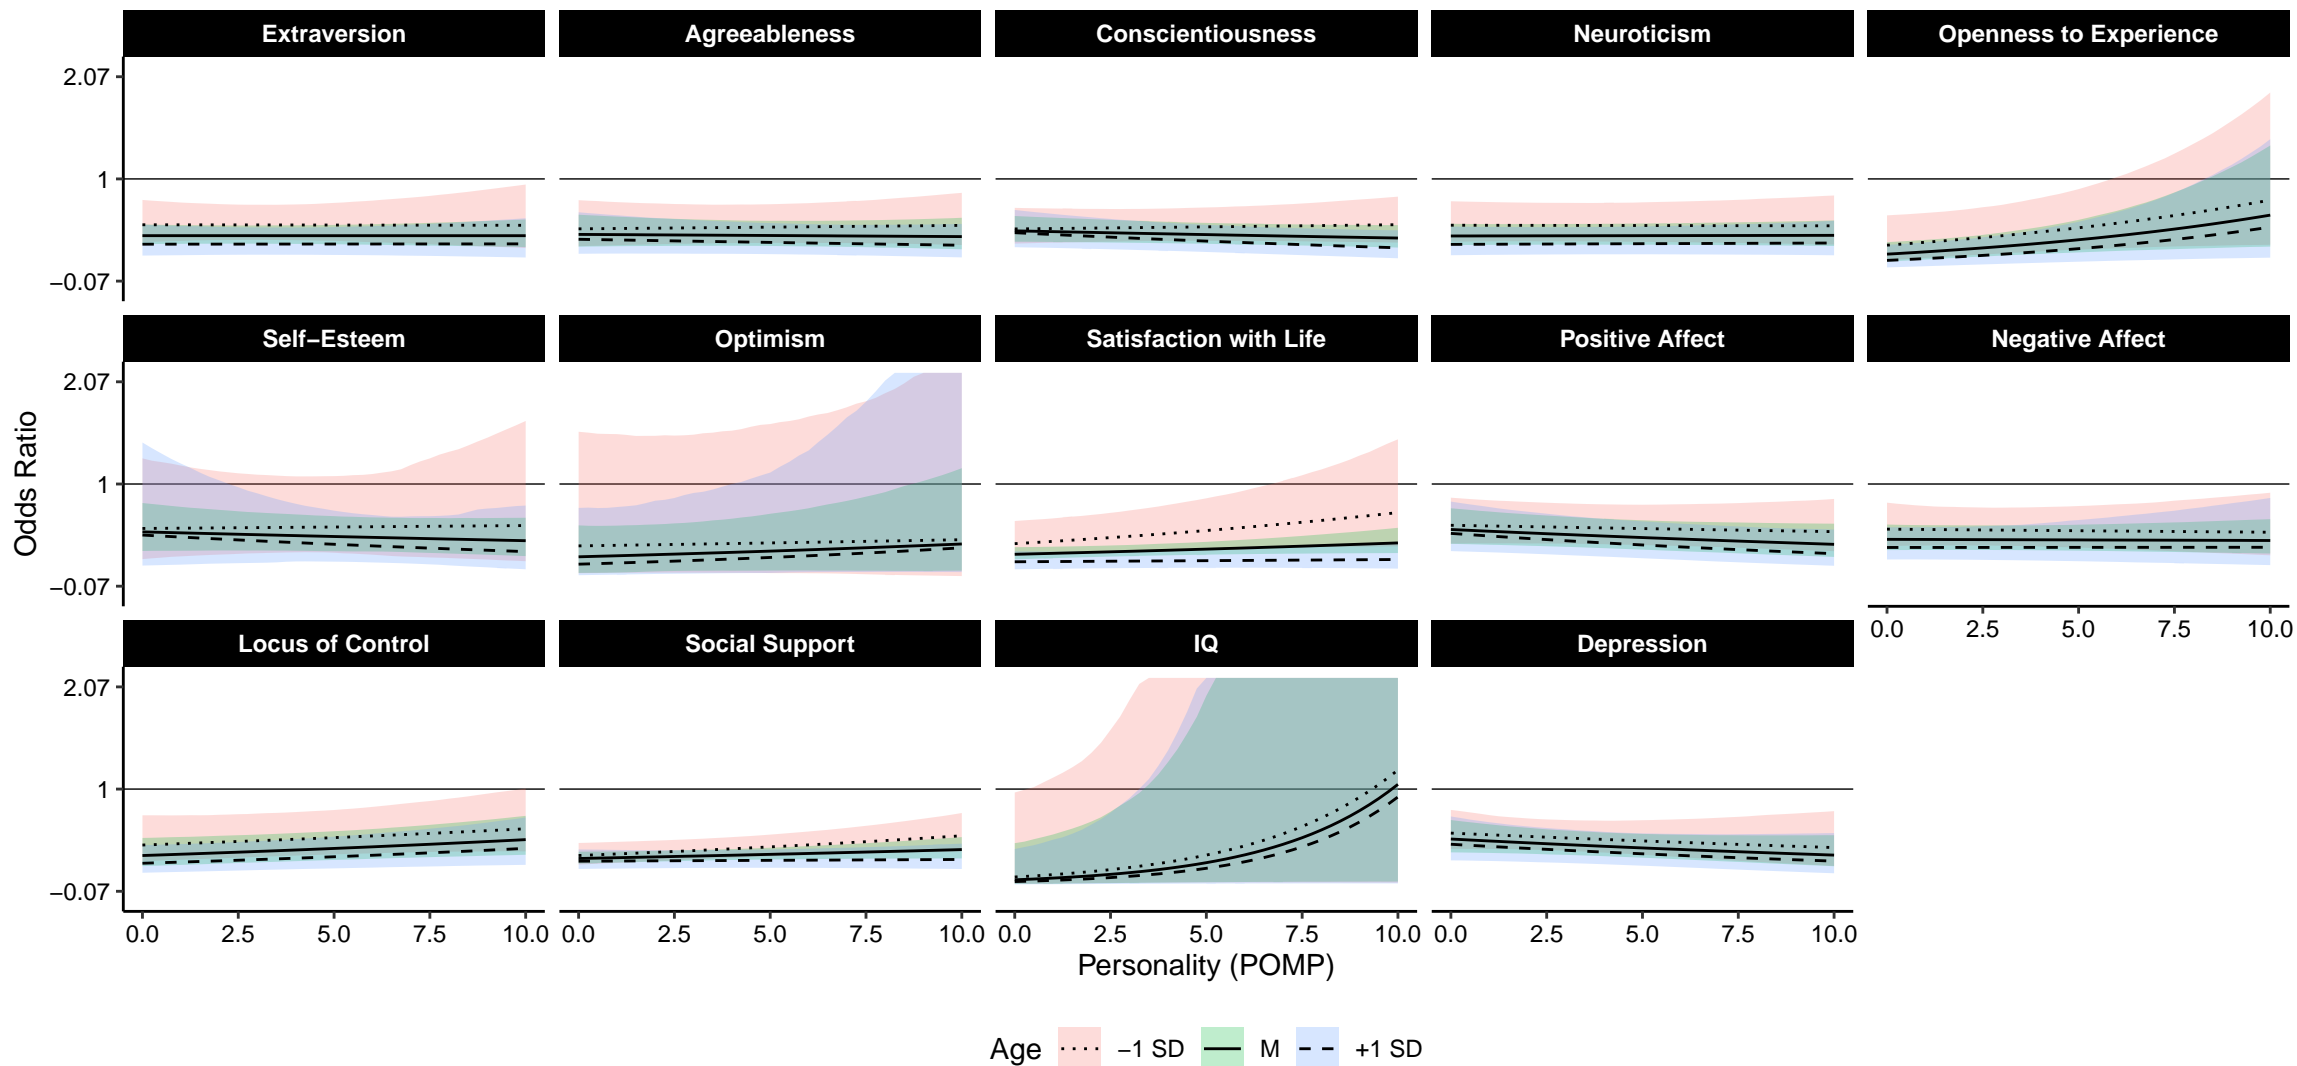 Extraversion Agreeableness Conscientiousness Neuroticism Openness to Experience
2.07
1
−0.07
Self−Esteem Optimism Satisfaction with Life Positive Affect Negative Affect
2.07
1
−0.07
0.0 2.5 5.0 7.5 10.0
Locus of Control Social Support IQ Depression
2.07
1
−0.07
0.0 2.5 5.0 7.5 10.0 0.0 2.5 5.0 7.5 10.0 0.0 2.5 5.0 7.5 10.0 0.0 2.5 5.0 7.5 10.0
Odds Ratio
Personality (POMP)
Age −1 SD M +1 SD